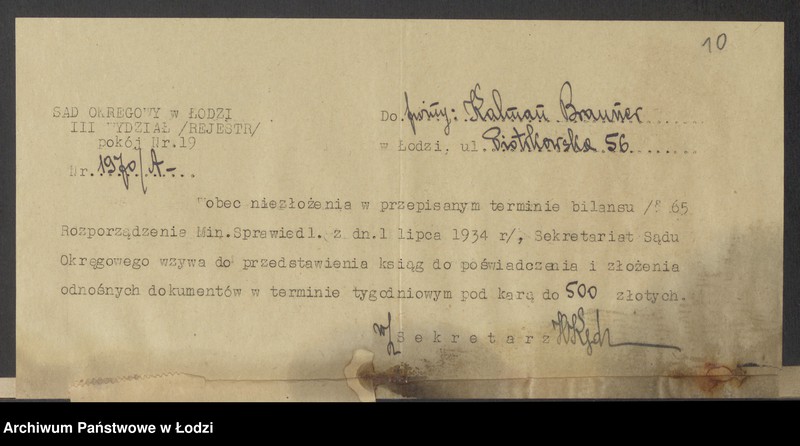 10
SĄD OKRĘGOWY w ŁODZI
III WYDZIAŁ /REJESTR/
pokój Nr.19
Nr. 1970/A-...
Do firmy: Kalman Brauner
w Łodzi, ul. Piotrkowska 56.
Wobec niezłożenia w przepisanym terminie bilansu /§ 65
Rozporządzenia Min.Sprawiedl. z dn.1 lipca 1934 r/, Sekretariat Sądu
Okręgowego wzywa do przedstawienia ksiąg do poświadczenia i złożenia
odnośnych dokumentów w terminie tygodniowym pod karą do 500 złotych.
Sekretarz
Archiwum Państwowe w Łodzi